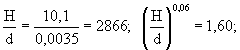 H/d = 10,1/0,0035 = 2866; (H/d)^0,06 = 1,60;